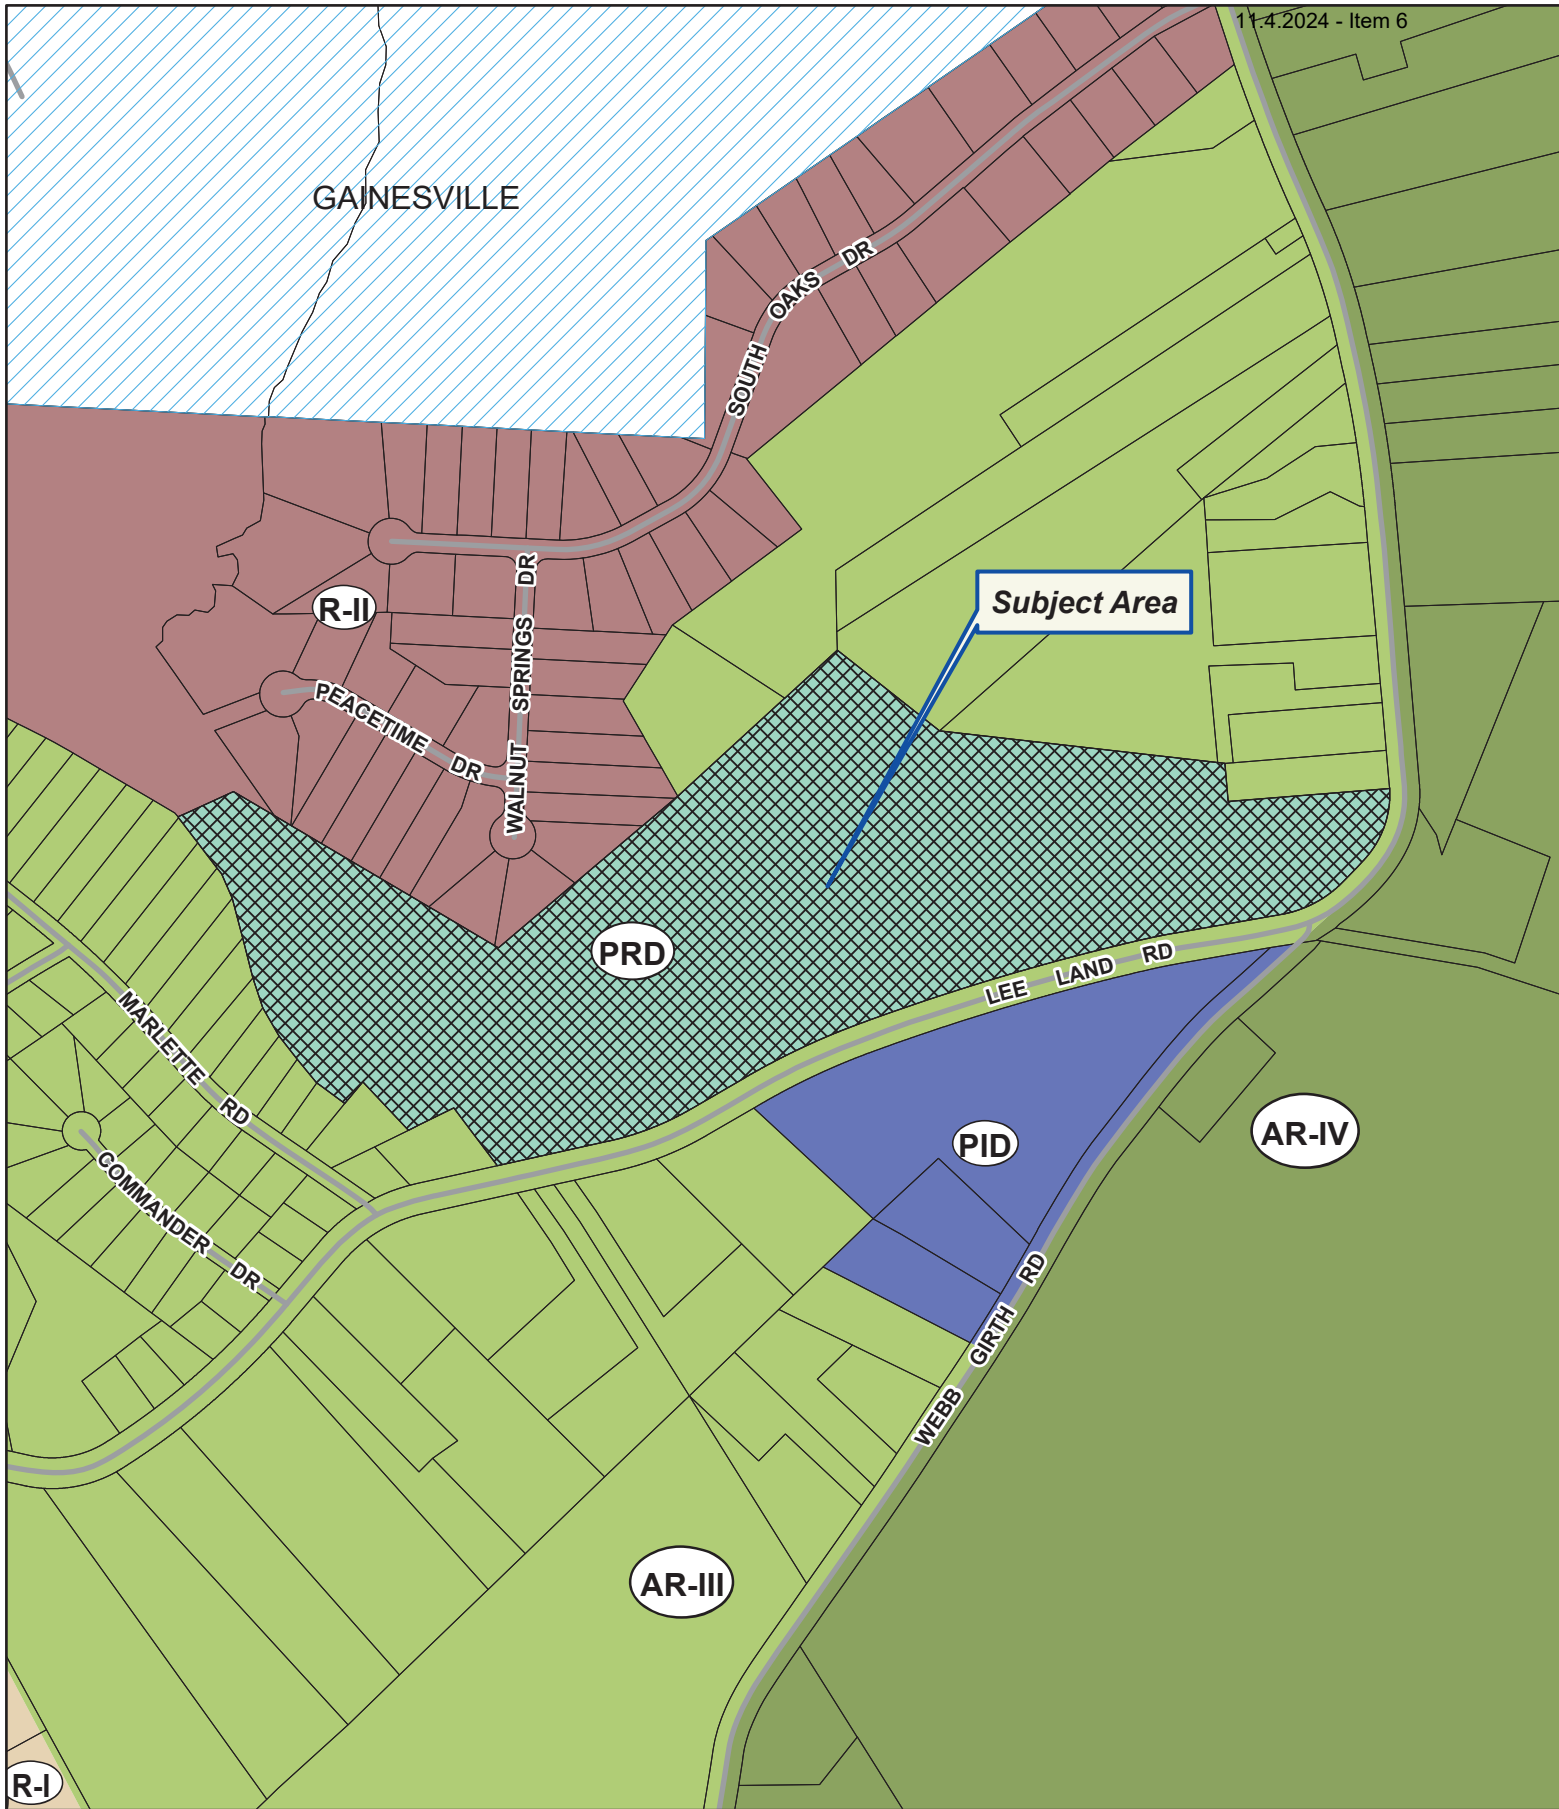 11.4.2024 - Item 6
GAINESVILLE
SOUTH OAKS DR
Subject Area
R-II
WALNUT SPRINGS DR
PEACETIME DR
PRD
LEE LAND RD
MARLETTE RD
PID
AR-IV
COMMANDER DR
WEBB GIRTH RD
AR-III
R-I